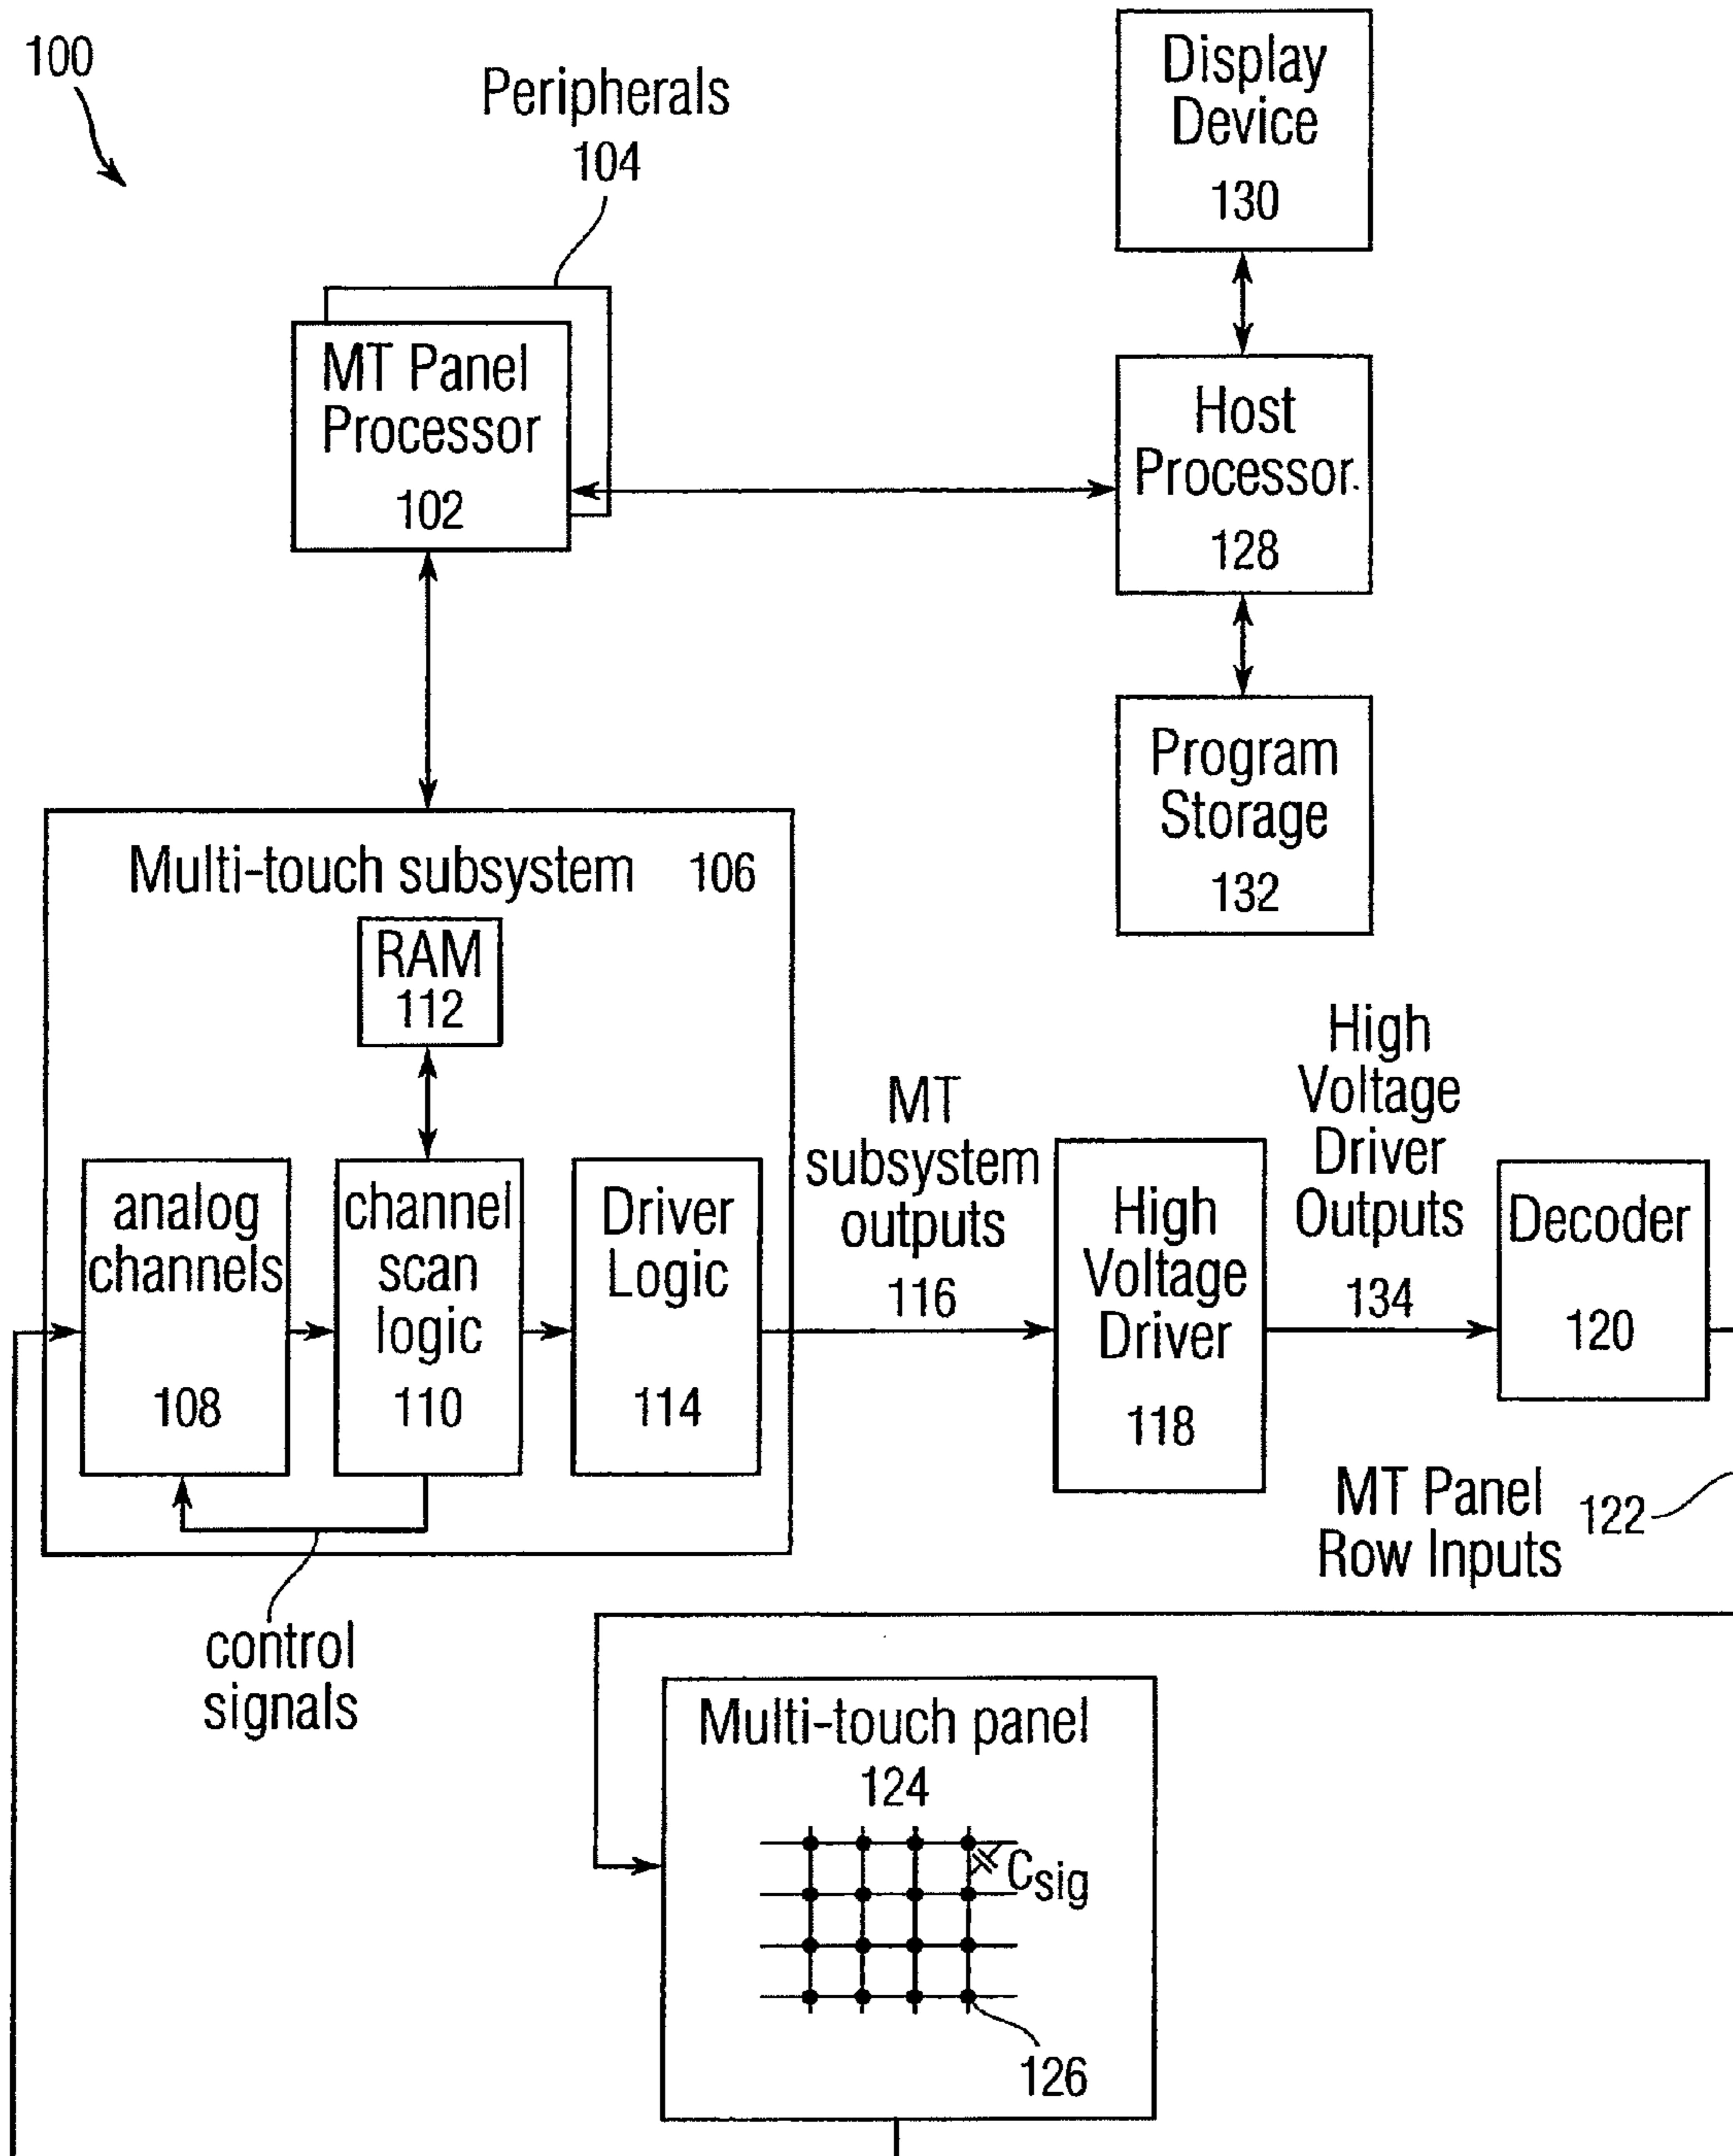 100
Peripherals
104
Display
Device
130
MT Panel
Processor
102
Host
Processor.
128
Program
Storage
132
Multi-touch subsystem 106
RAM
112
analog
channels
108
channel
scan
logic
110
Driver
Logic
114
MT
subsystem
outputs
116
High
Voltage
Driver
118
High
Voltage
Driver
Outputs
134
Decoder
120
MT Panel
Row Inputs
122
control
signals
Multi-touch panel
124
Csig
126